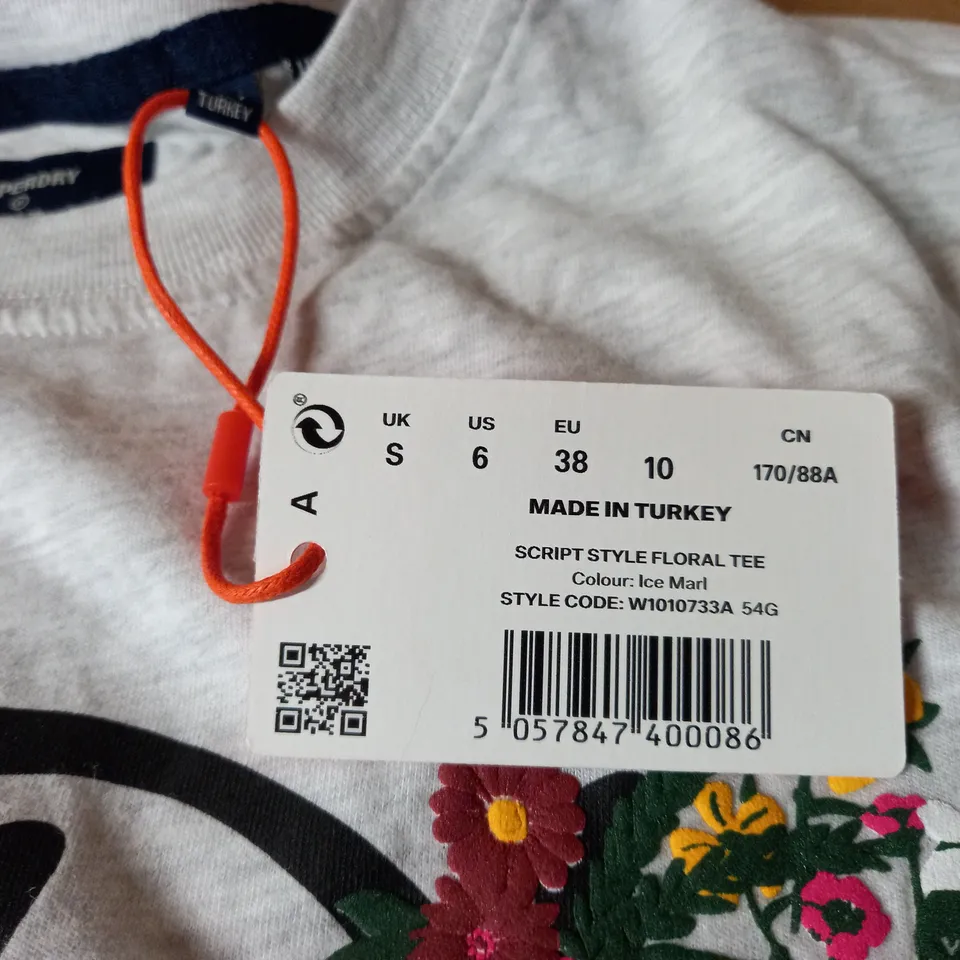 TURKEY
PERDRY
®
UK US EU CN
S 6 38 10 170/88A
A
MADE IN TURKEY
SCRIPT STYLE FLORAL TEE
Colour: Ice Marl
STYLE CODE: W1010733A 54G
5 057847 400086